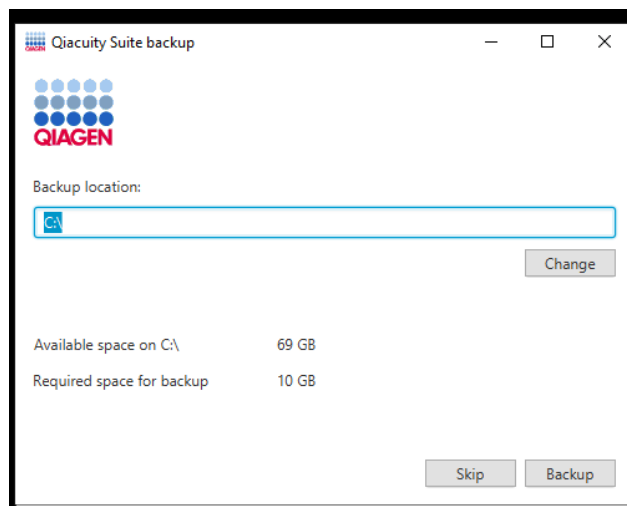 Qiacuity Suite backup
QIAGEN
Backup location:
C:\
Change
Available space on C:\ 69 GB
Required space for backup 10 GB
Skip Backup